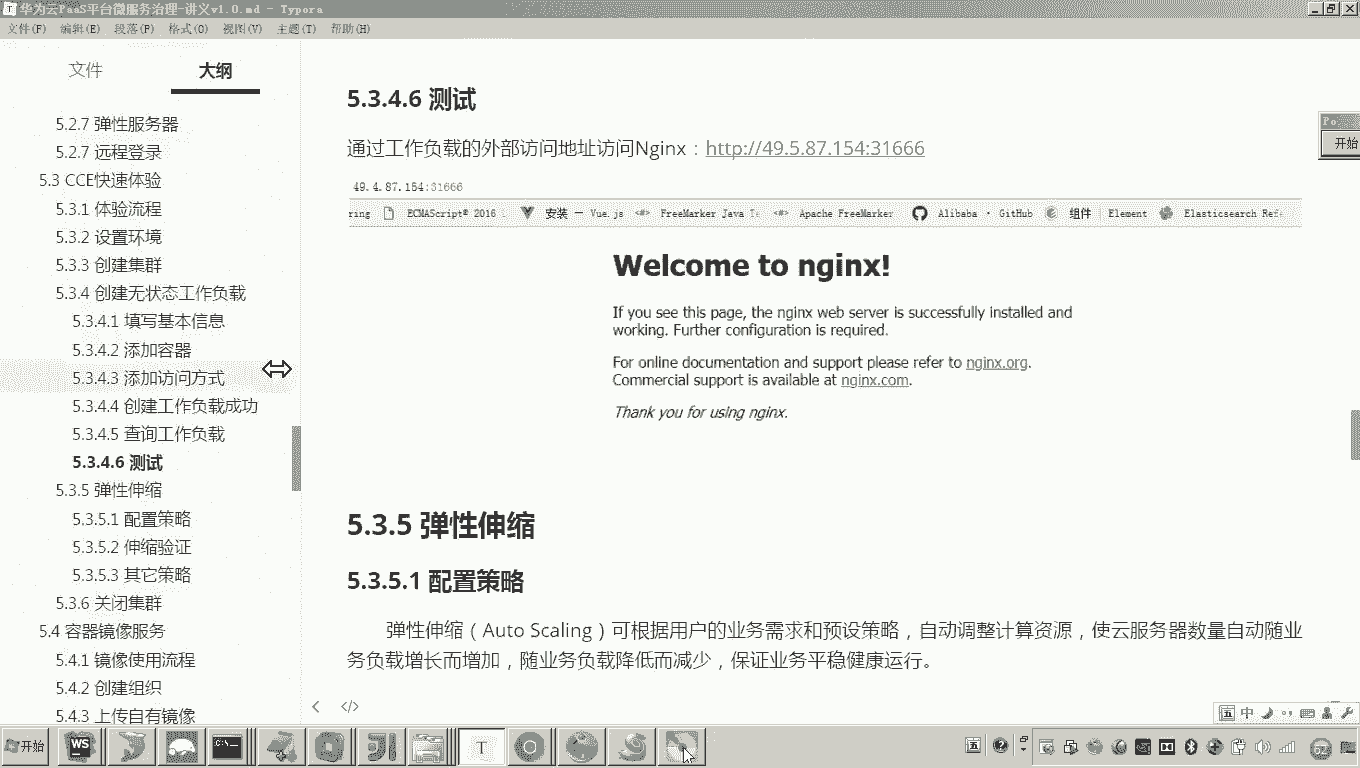 华为云PaaS平台微服务治理-讲义v1.0.md - Typora
文件(F) 编辑(E) 段落(P) 格式(O) 视图(V) 主题(T) 帮助(H)
文件 大纲
5.2.7 弹性服务器
5.2.7 远程登录
5.3 CCE快速体验
5.3.1 体验流程
5.3.2 设置环境
5.3.3 创建集群
5.3.4 创建无状态工作负载
5.3.4.1 填写基本信息
5.3.4.2 添加容器
5.3.4.3 添加访问方式
5.3.4.4 创建工作负载成功
5.3.4.5 查询工作负载
5.3.4.6 测试
5.3.5 弹性伸缩
5.3.5.1 配置策略
5.3.5.2 伸缩验证
5.3.5.3 其它策略
5.3.6 关闭集群
5.4 容器镜像服务
5.4.1 镜像使用流程
5.4.2 创建组织
5.4.3 上传自有镜像
5.3.4.6 测试
通过工作负载的外部访问地址访问Nginx：http://49.5.87.154:31666
49.4.87.154:31666
ring ECMAScript® 2016 安装 — Vue.js FreeMarker Java Te Apache FreeMarker Alibaba · GitHub 组件 | Element Elasticsearch Ref
Welcome to nginx!
If you see this page, the nginx web server is successfully installed and
working. Further configuration is required.
For online documentation and support please refer to nginx.org.
Commercial support is available at nginx.com.
Thank you for using nginx.
5.3.5 弹性伸缩
5.3.5.1 配置策略
弹性伸缩（Auto Scaling）可根据用户的业务需求和预设策略，自动调整计算资源，使云服务器数量自动随业
务负载增长而增加，随业务负载降低而减少，保证业务平稳健康运行。
Po
开始
五 中
开始 WS C:\ T 五 62